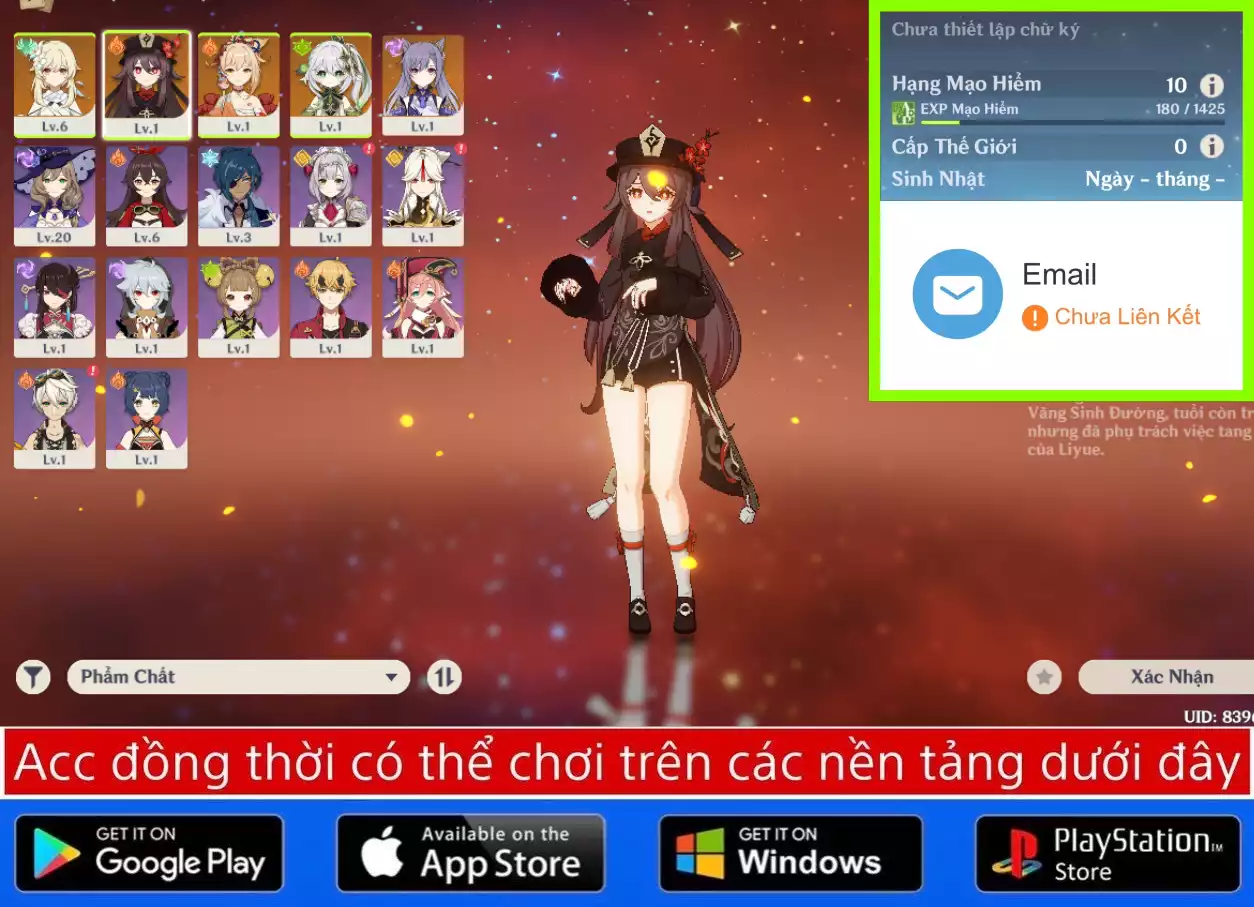 Lv.6
Lv.1
Lv.1
Lv.1
Lv.1
Lv.20
Lv.6
Lv.3
Lv.1
Lv.1
Lv.1
Lv.1
Lv.1
Lv.1
Lv.1
Lv.1
Lv.1
Chưa thiết lập chữ ký
Hạng Mạo Hiểm 10
EXP Mạo Hiểm 180 / 1425
Cấp Thế Giới 0
Sinh Nhật Ngày - tháng -
Email
Chưa Liên Kết
Vãng Sinh Đường, tuổi còn
nhưng đã phụ trách việc tang
của Liyue.
Phẩm Chất
Xác Nhận
UID: 839
Acc đồng thời có thể chơi trên các nền tảng dưới đây
GET IT ON
Google Play
Available on the
App Store
GET IT ON
Windows
PlayStation™
Store